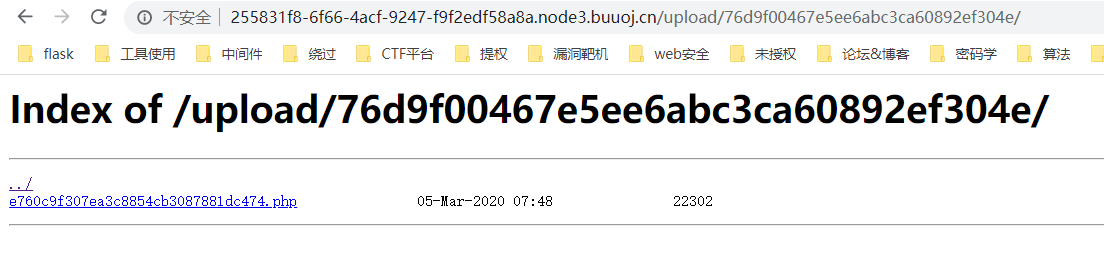 不安全 255831f8-6f66-4acf-9247-f9f2edf58a8a.node3.buuoj.cn/upload/76d9f00467e5ee6abc3ca60892ef304e/
flask 工具使用 中间件 绕过 CTF平台 提权 漏洞靶机 web安全 未授权 论坛&博客 密码学 算法
Index of /upload/76d9f00467e5ee6abc3ca60892ef304e/
../
e760c9f307ea3c8854cb3087881dc474.php 05-Mar-2020 07:48 22302